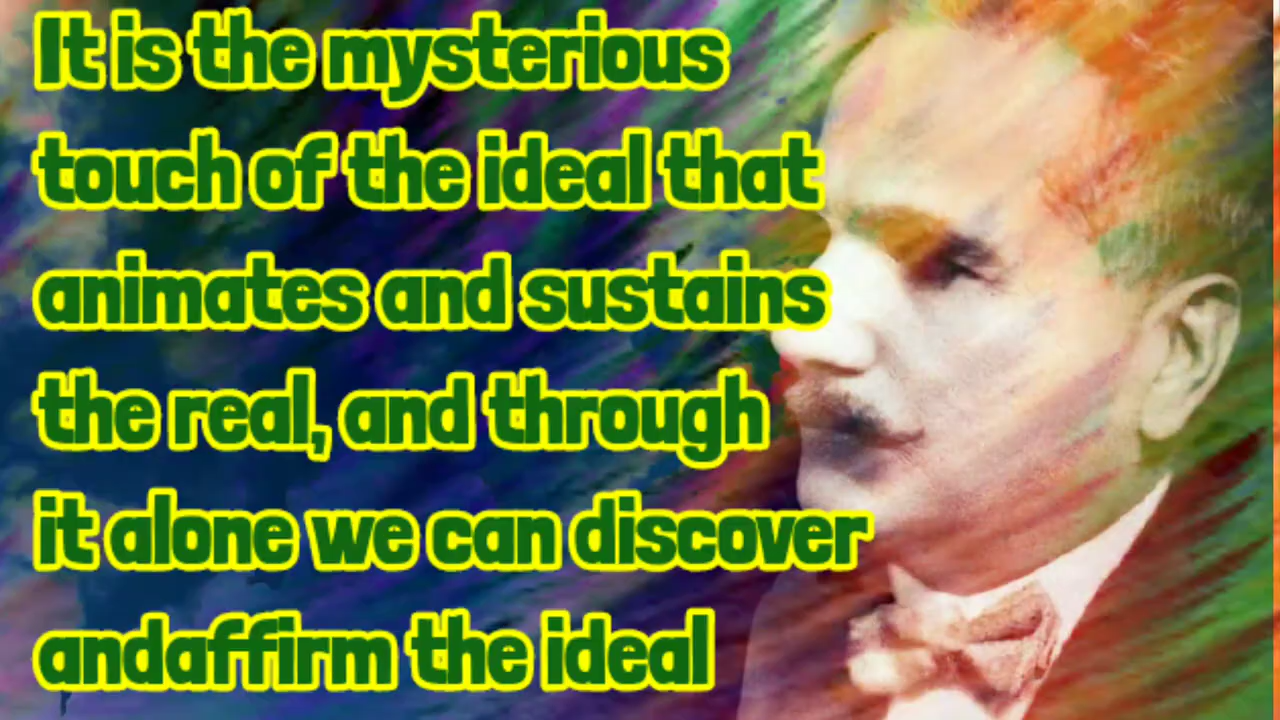 It is the mysterious
touch of the ideal that
animates and sustains
the real, and through
it alone we can discover
andaffirm the ideal